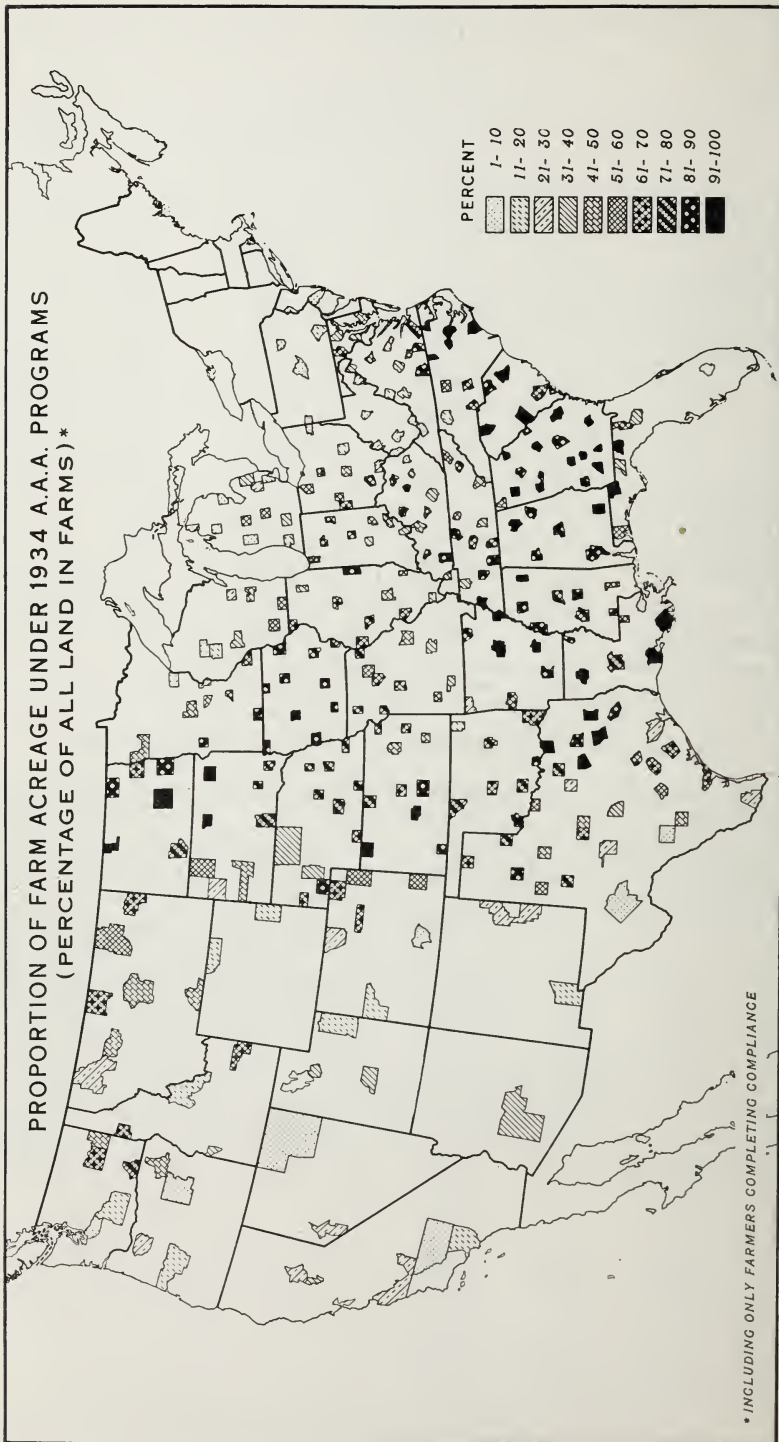 PROPORTION OF FARM ACREAGE UNDER 1934 A.A.A. PROGRAMS
(PERCENTAGE OF ALL LAND IN FARMS)*
PERCENT
1- 10
11- 20
21- 30
31- 40
41- 50
51- 60
61- 70
71- 80
81- 90
91-100
* INCLUDING ONLY FARMERS COMPLETING COMPLIANCE